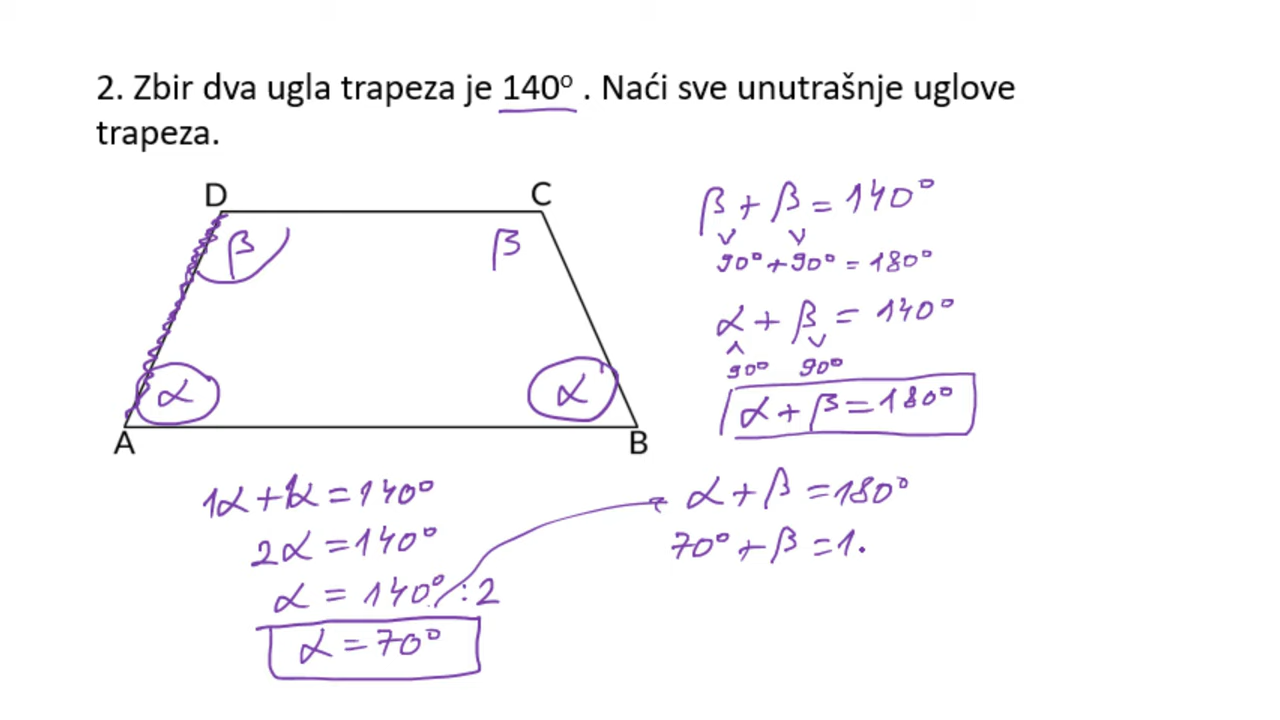 2. Zbir dva ugla trapeza je 140° . Naći sve unutrašnje uglove
trapeza.
D
C
β
β
α
α
A
B
β + β = 140°
90° + 90° = 180°
α + β = 140°
90° 90°
α + β = 180°
1α + 1α = 140°
2α = 140°
α = 140° : 2
α = 70°
α + β = 180°
70° + β = 1.